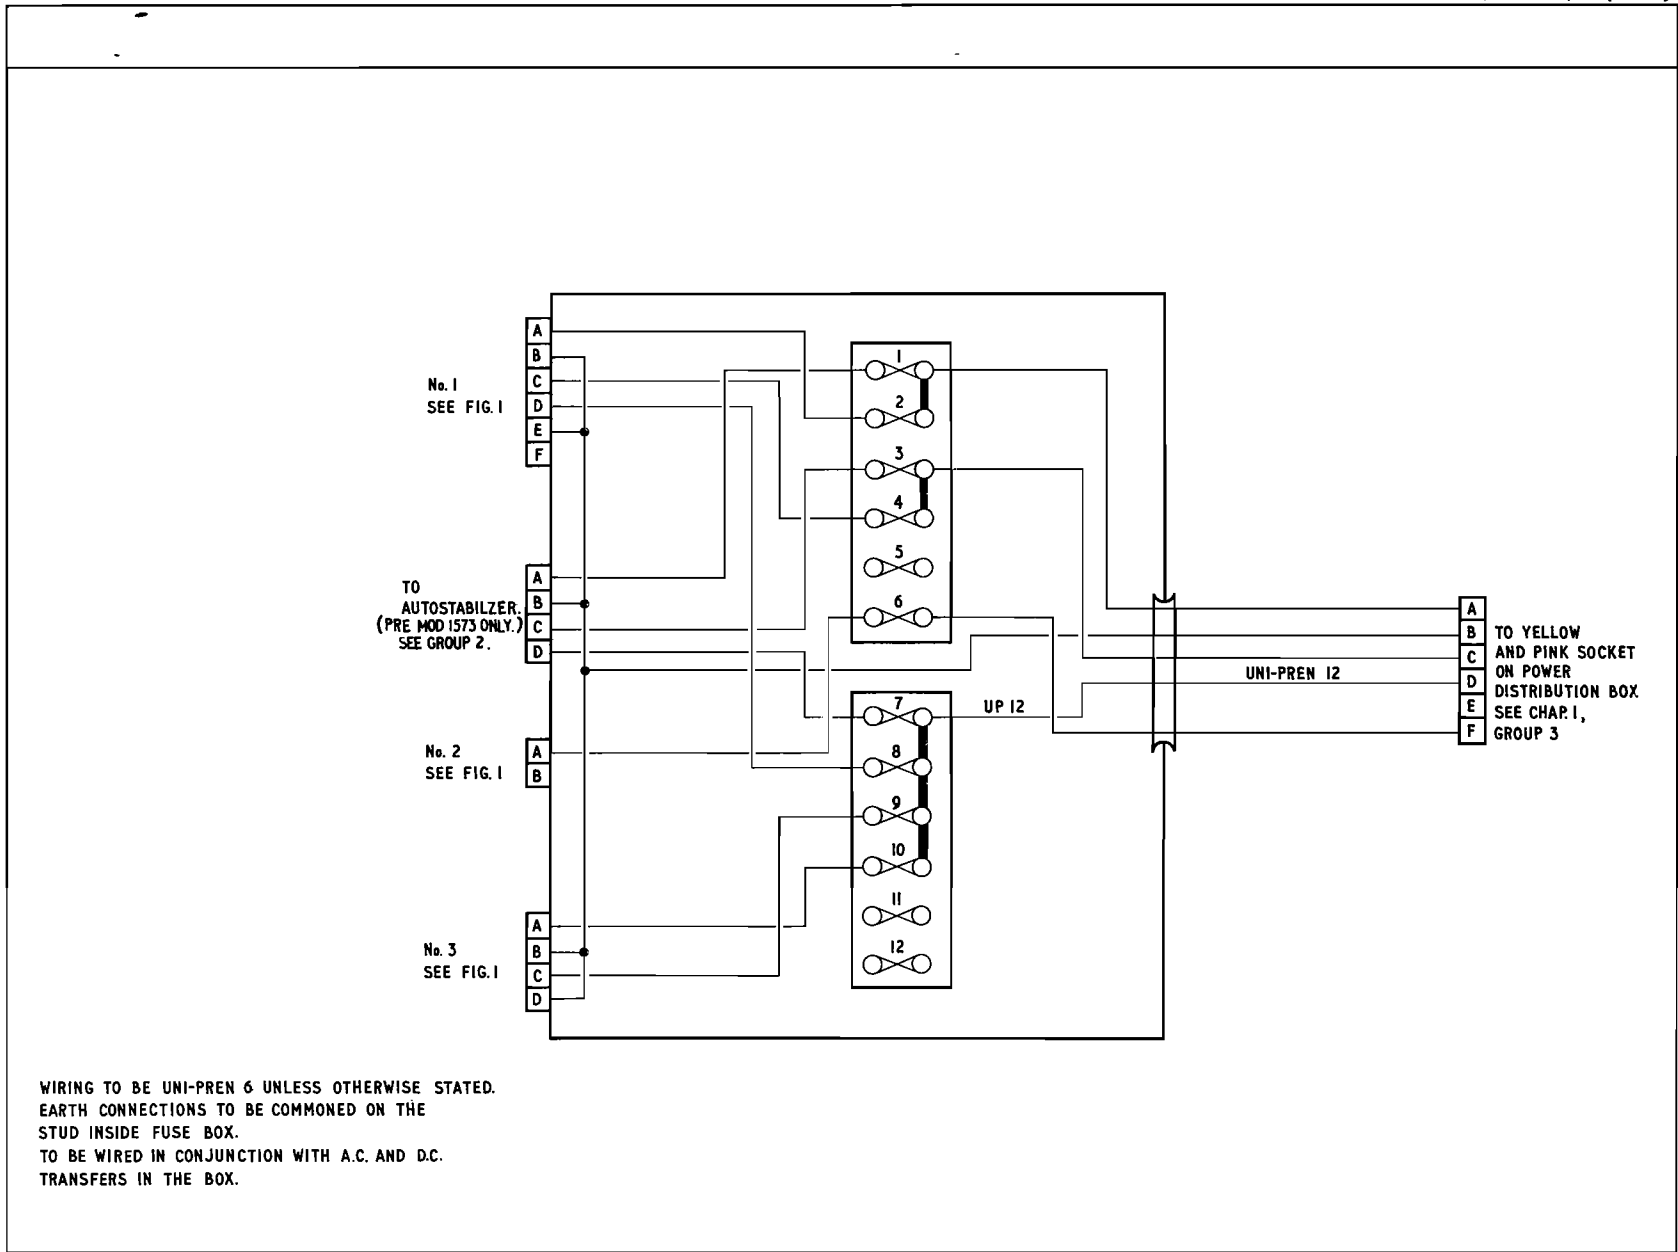 A
B
No. 1
C
SEE FIG. 1
D
E
F
1
2
3
4
5
6
TO
AUTOSTABILZER.
(PRE MOD 1573 ONLY.)
SEE GROUP 2.
A
B
C
D
A
B
C
D
E
F
TO YELLOW
AND PINK SOCKET
ON POWER
DISTRIBUTION BOX
SEE CHAP. 1,
GROUP 3
UNI-PREN 12
UP 12
7
8
9
10
11
12
No. 2
SEE FIG. 1
A
B
No. 3
SEE FIG. 1
A
B
C
D
WIRING TO BE UNI-PREN 6 UNLESS OTHERWISE STATED.
EARTH CONNECTIONS TO BE COMMONED ON THE
STUD INSIDE FUSE BOX.
TO BE WIRED IN CONJUNCTION WITH A.C. AND D.C.
TRANSFERS IN THE BOX.